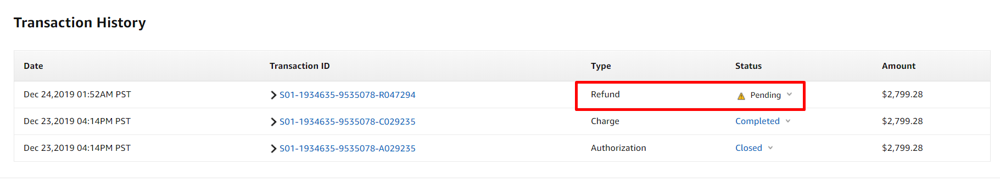 Transaction History
Date Transaction ID Type Status Amount
Dec 24,2019 01:52AM PST S01-1934635-9535078-R047294 Refund Pending $2,799.28
Dec 23,2019 04:14PM PST S01-1934635-9535078-C029235 Charge Completed $2,799.28
Dec 23,2019 04:14PM PST S01-1934635-9535078-A029235 Authorization Closed $2,799.28